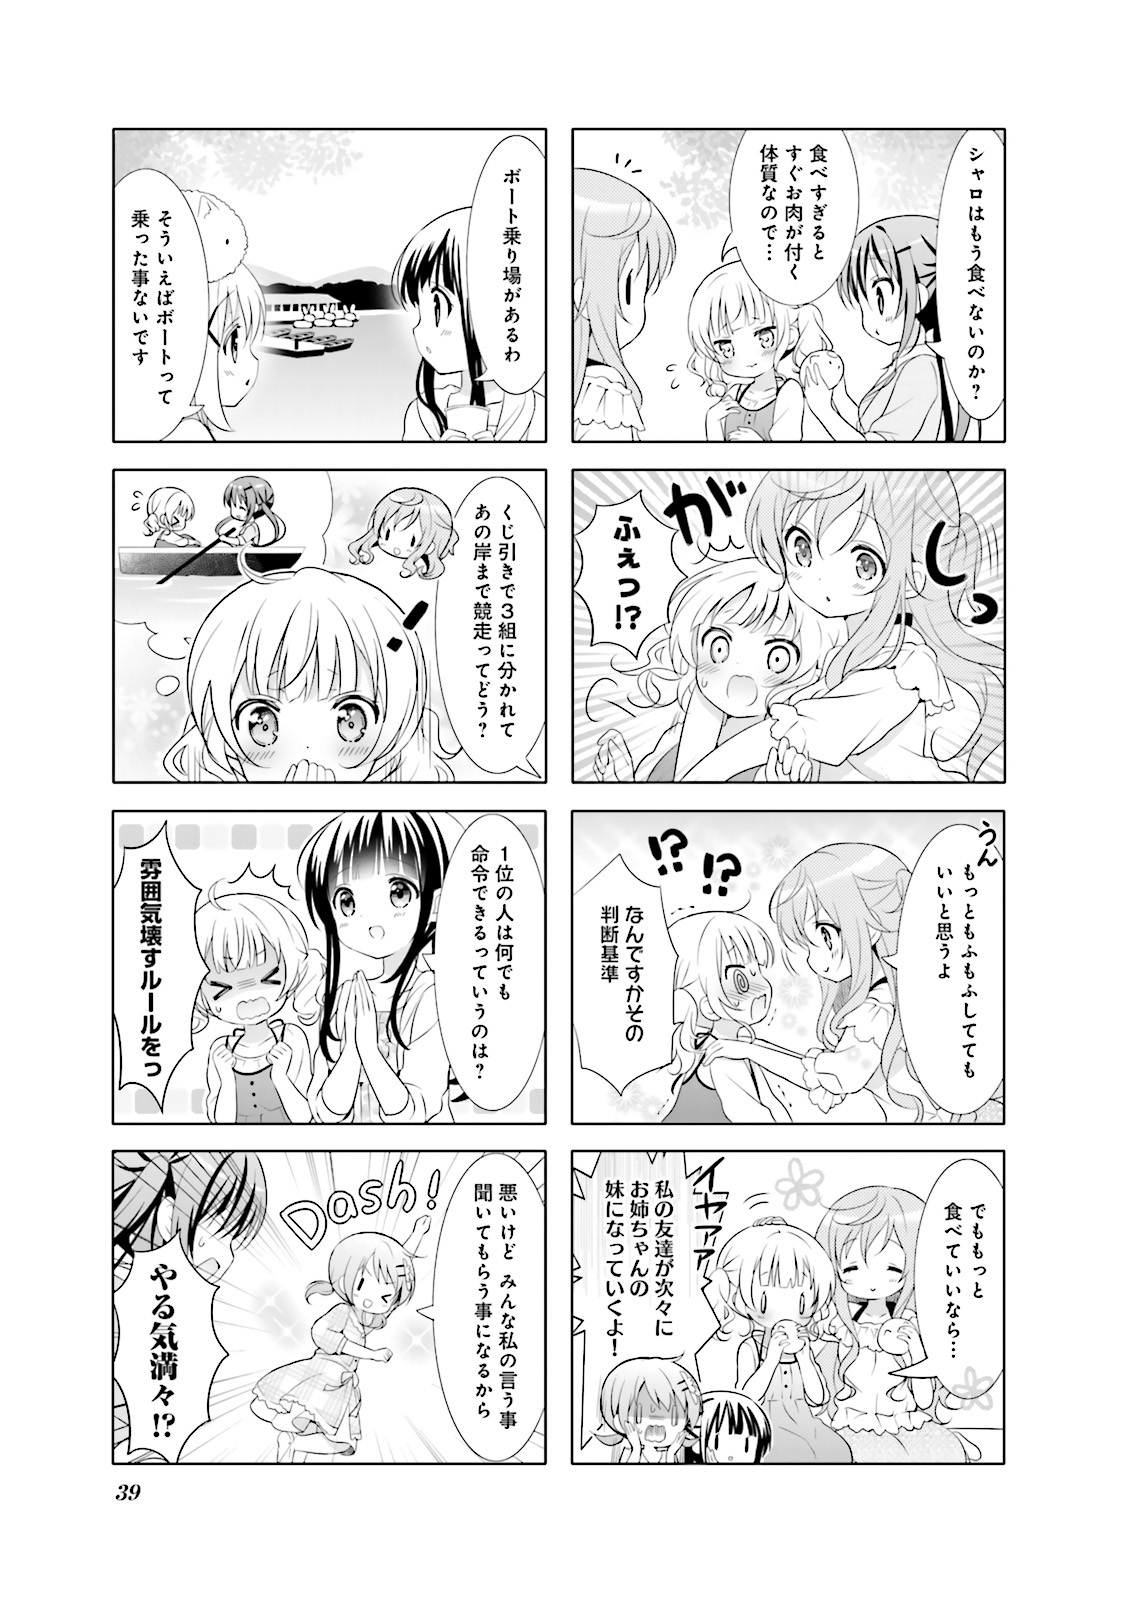 シャロはもう食べないのか?
食べすぎると
すぐお肉が付く
体質なので…
がしっ
ふぇっ!?
うん
もっともふもふしてても
いいと思うよ
!?
!?
なんですかその
判断基準
でももっと
食べていいなら…
イヤァァァ
私の友達が次々に
お姉ちゃんの
妹になっていくよ!
ボート乗り場があるわ
そういえばボートって
乗った事ないです
くじ引きで3組に分かれて
あの岸まで競走ってどう?
!
1位の人は何でも
命令できるっていうのは?
雰囲気壊すルールをっ
悪いけど みんな私の言う事
聞いてもらう事になるから
Dash!
やる気満々!?
39